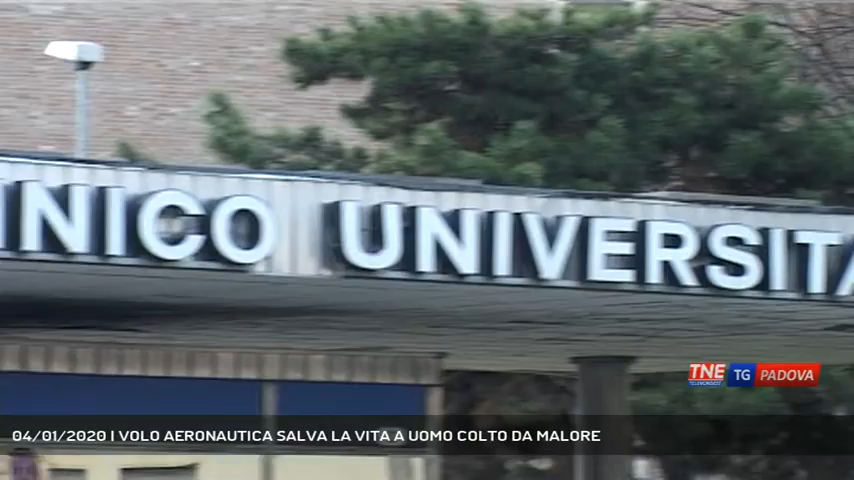 INICO UNIVERSITA
TNE
TELENORDEST
TG
PADOVA
04/01/2020 | VOLO AERONAUTICA SALVA LA VITA A UOMO COLTO DA MALORE